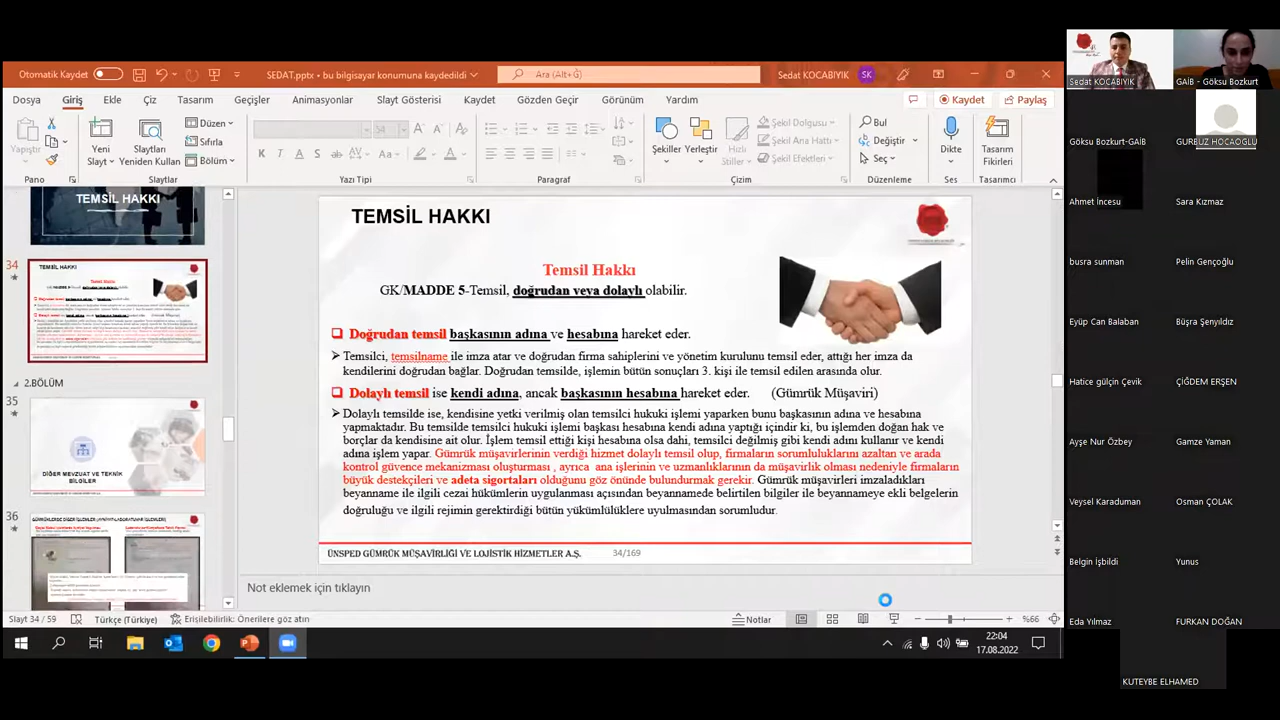 Otomatik Kaydet
SEDAT.pptx • bu bilgisayar konumuna kaydedildi
Ara (Alt+G)
Sedat KOCABIYIK
SK
Dosya Giriş Ekle Çiz Tasarım Geçişler Animasyonlar Slayt Gösterisi Kaydet Gözden Geçir Görünüm Yardım
Kaydet
Paylaş
Yapıştır
Yeni Slayt
Slaytları Yeniden Kullan
Düzen
Sıfırla
Bölüm
34
K T A S
Aa
Şekiller
Yerleştir
Hızlı Stiller
Şekil Dolgusu
Şekil Ana Hattı
Şekil Efektleri
Bul
Değiştir
Seç
Dikte
Tasarım Fikirleri
Pano
Slaytlar
Yazı Tipi
Paragraf
Çizim
Düzenleme
Ses
Tasarımcı
TEMSİL HAKKI
34
TEMSİL HAKKI
Temsil Hakkı
2.BÖLÜM
35
DİĞER MEVZUAT VE TEKNİK
BİLGİLER
36
TEMSİL HAKKI
Temsil Hakkı
GK/MADDE 5-Temsil, doğrudan veya dolaylı olabilir.
Doğrudan temsil başkasının adına ve hesabına hareket eder.
Temsilci, temsilname ile imza atar ve doğrudan firma sahiplerini ve yönetim kurulunu temsil eder, attığı her imza da
kendilerini doğrudan bağlar. Doğrudan temsilde, işlemin bütün sonuçları 3. kişi ile temsil edilen arasında olur.
Dolaylı temsil ise kendi adına, ancak başkasının hesabına hareket eder. (Gümrük Müşaviri)
Dolaylı temsilde ise, kendisine yetki verilmiş olan temsilci hukuki işlemi yaparken bunu başkasının adına ve hesabına
yapmaktadır. Bu temsilde temsilci hukuki işlemi başkası hesabına kendi adına yaptığı içindir ki, bu işlemden doğan hak ve
borçlar da kendisine ait olur. İşlem temsil ettiği kişi hesabına olsa dahi, temsilci değilmiş gibi kendi adını kullanır ve kendi
adına işlem yapar. Gümrük müşavirlerinin verdiği hizmet dolaylı temsil olup, firmaların sorumluluklarını azaltan ve arada
kontrol güvence mekanizması oluşturması , ayrıca ana işlerinin ve uzmanlıklarının da müşavirlik olması nedeniyle firmaların
büyük destekçileri ve adeta sigortaları olduğunu göz önünde bulundurmak gerekir. Gümrük müşavirleri imzaladıkları
beyanname ile ilgili cezai hükümlerin uygulanması açısından beyannamede belirtilen bilgiler ile beyannameye ekli belgelerin
doğruluğu ve ilgili rejimin gerektirdiği bütün yükümlülüklere uyulmasından sorumludur.
ÜNSPED GÜMRÜK MÜŞAVİRLİĞİ VE LOJİSTİK HİZMETLER A.Ş.
34/169
Not eklemek için tıklayın
Slayt 34 / 59
Türkçe (Türkiye)
Erişilebilirlik: Önerilere göz atın
Notlar
%66
22:04
17.08.2022
Sedat KOCABIYIK
GAİB - Göksu Bozkurt
Göksu Bozkurt-GAİB
GURBUZ HOCAOGLU
Ahmet İncesu
Sara Kızmaz
busra sunman
Pelin Gençoğlu
Eyüp Can Balaban
Büşra Şenyıldız
Hatice gülçin Çevik
ÇİĞDEM ERŞEN
Ayşe Nur Özbey
Gamze Yaman
Veysel Karaduman
Osman ÇOLAK
Belgin İşbildi
Yunus
Eda Yılmaz
FURKAN DOĞAN
KUTEYBE ELHAMED